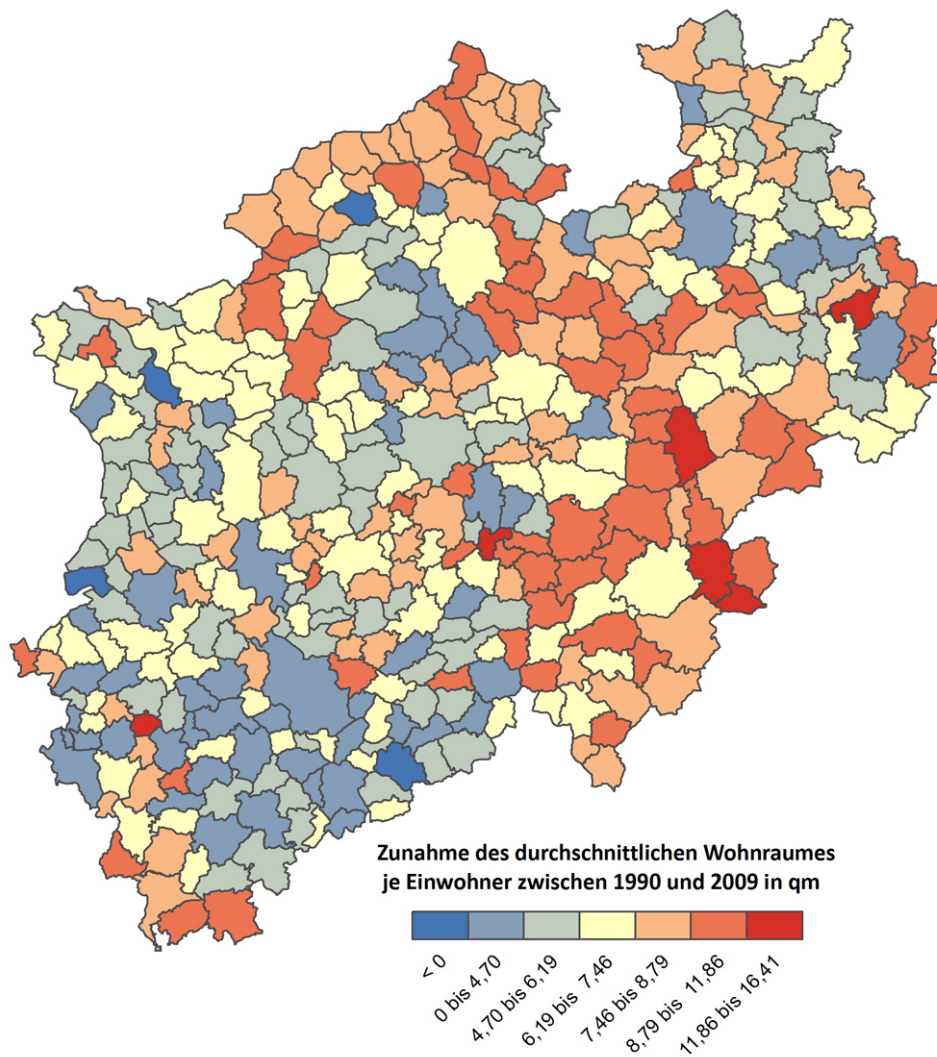 Zunahme des durchschnittlichen Wohnraumes
je Einwohner zwischen 1990 und 2009 in qm
< 0
0 bis 4,70
4,70 bis 6,19
6,19 bis 7,46
7,46 bis 8,79
8,79 bis 11,86
11,86 bis 16,41